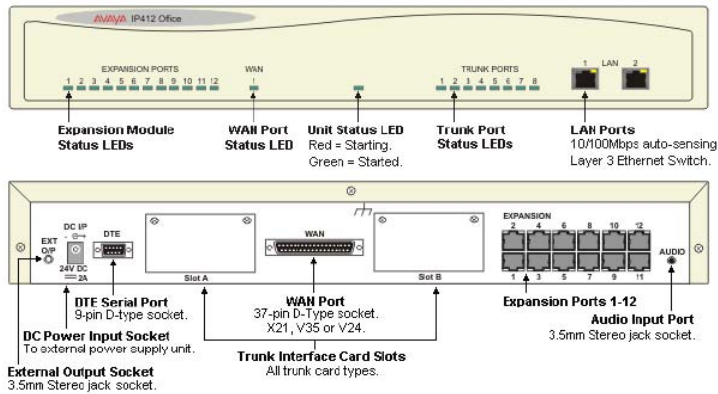 AVAYA IP412 Office
EXPANSION PORTS
1 2 3 4 5 6 7 8 9 10 11 12
WAN
1
TRUNK PORTS
1 2 3 4 5 6 7 8
1 LAN 2
Expansion Module
Status LEDs
WAN Port
Status LED
Unit Status LED
Red = Starting.
Green = Started.
Trunk Port
Status LEDs
LAN Ports
10/100Mbps auto-sensing
Layer 3 Ethernet Switch.
EXT
O/P
DC I/P
24V DC
2A
DTE
Slot A
WAN
Slot B
EXPANSION
2 4 6 8 10 12
1 3 5 7 9 11
AUDIO
DTE Serial Port
9-pin D-type socket.
DC Power Input Socket
To external power supply unit.
External Output Socket
3.5mm Stereo jack socket.
WAN Port
37-pin D-Type socket.
X21, V35 or V24.
Trunk Interface Card Slots
All trunk card types.
Expansion Ports 1-12
Audio Input Port
3.5mm Stereo jack socket.